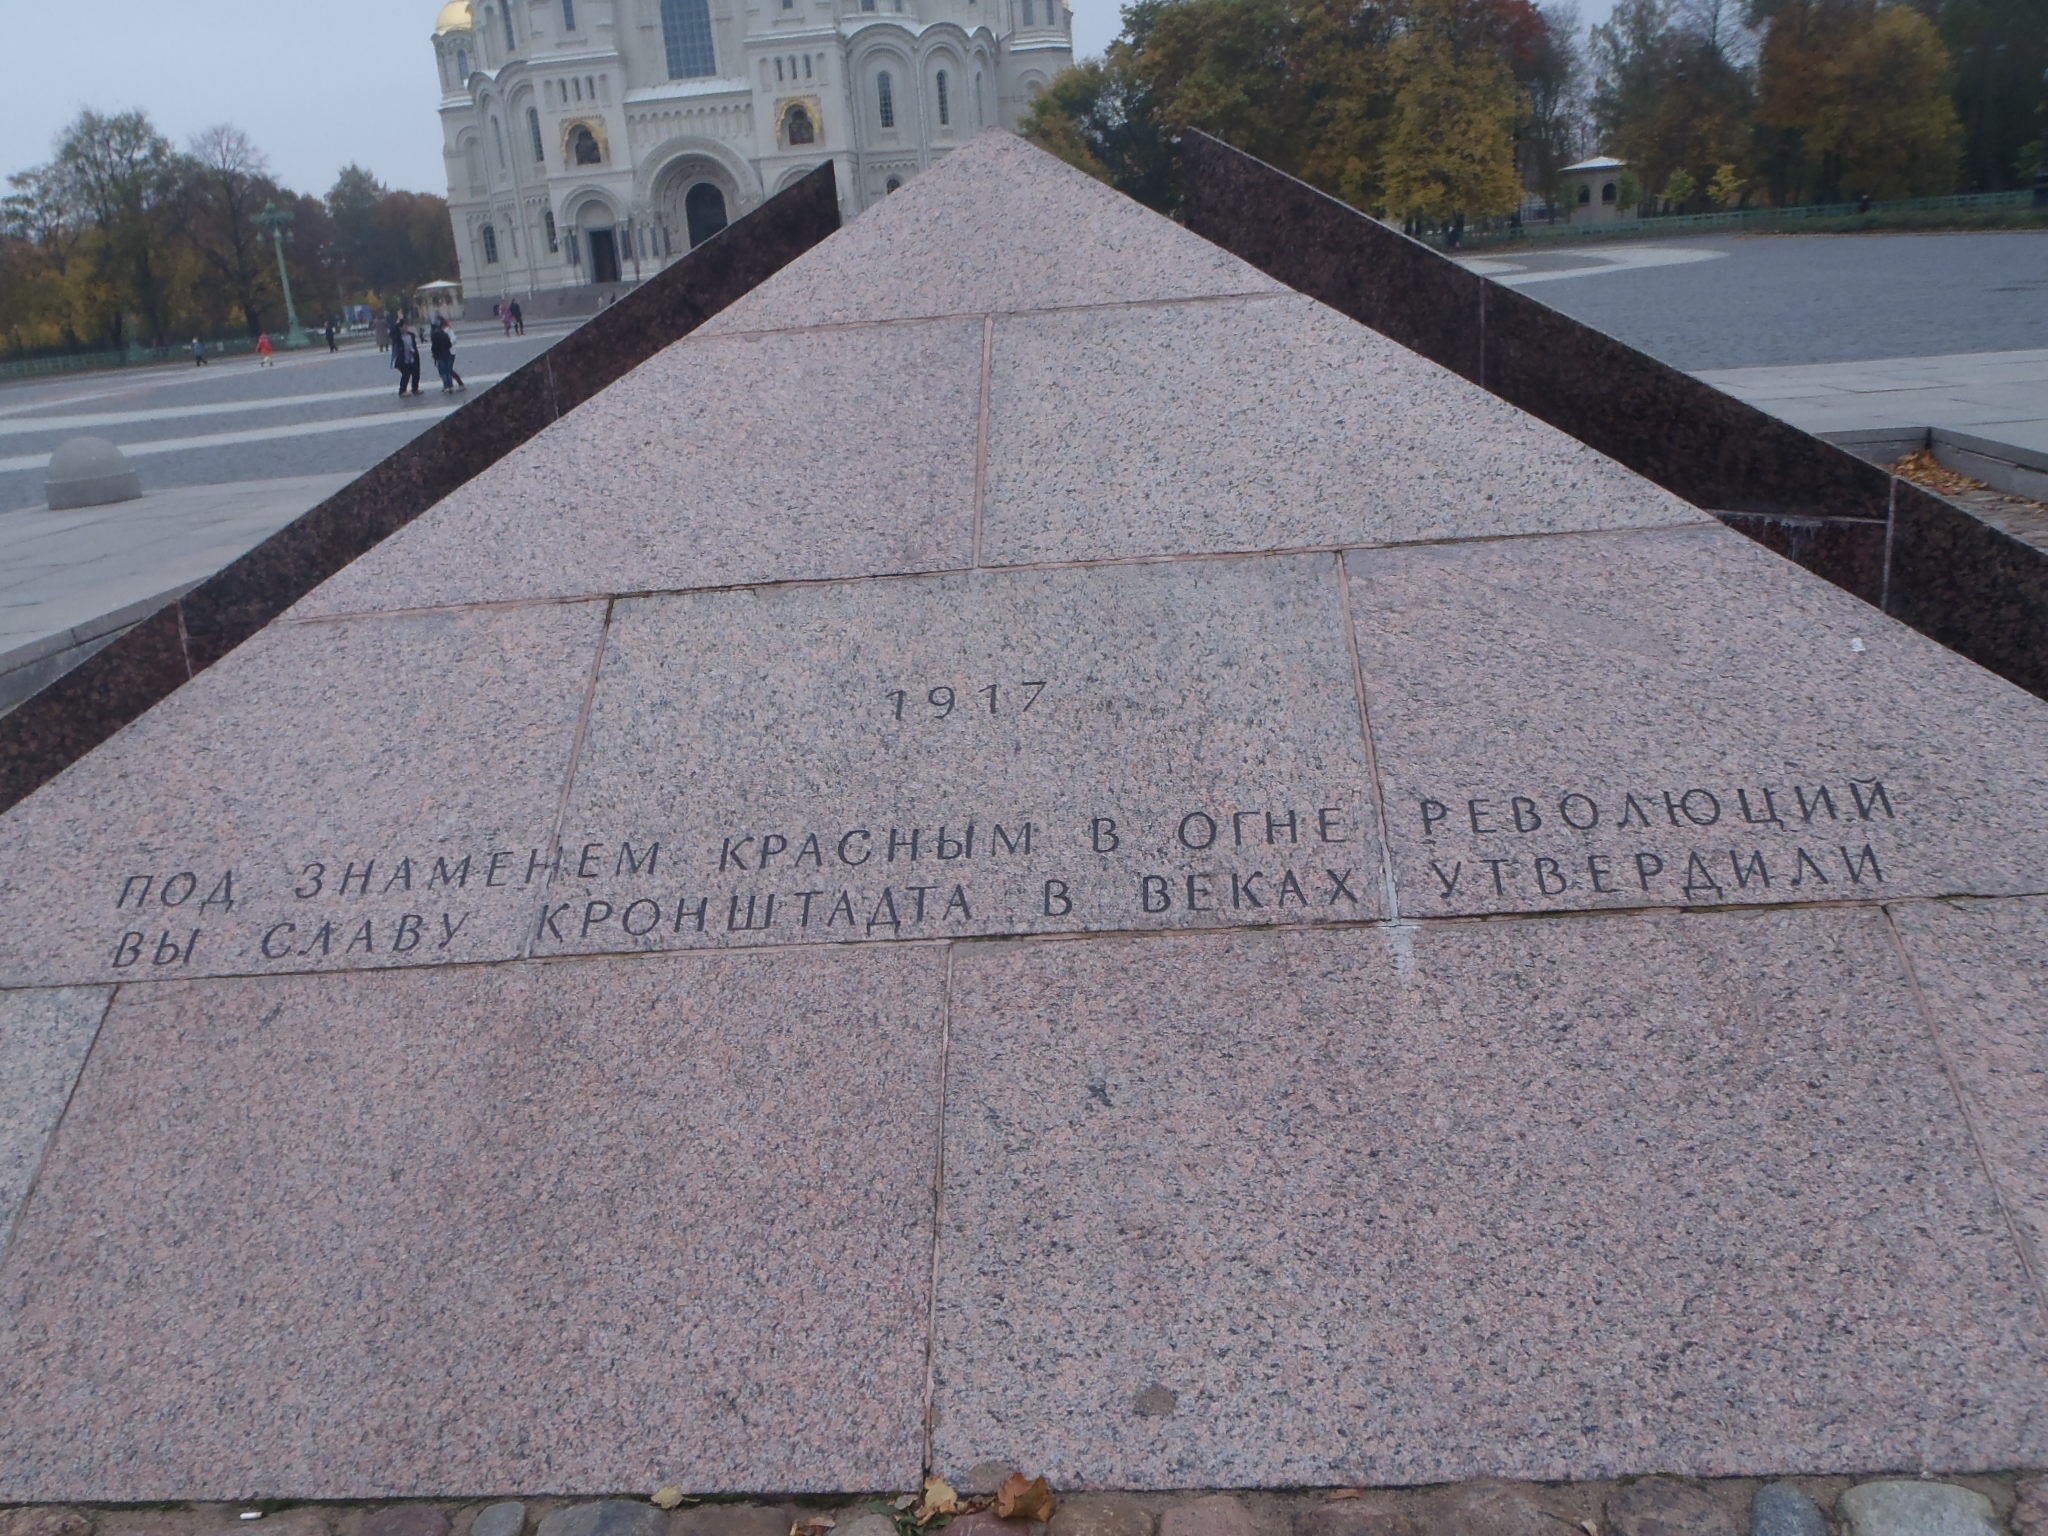 1917
ПОД ЗНАМЕНЕМ КРАСНЫМ В ОГНЕ РЕВОЛЮЦИЙ
ВЫ СЛАВУ КРОНШТАДТА В ВЕКАХ УТВЕРДИЛИ